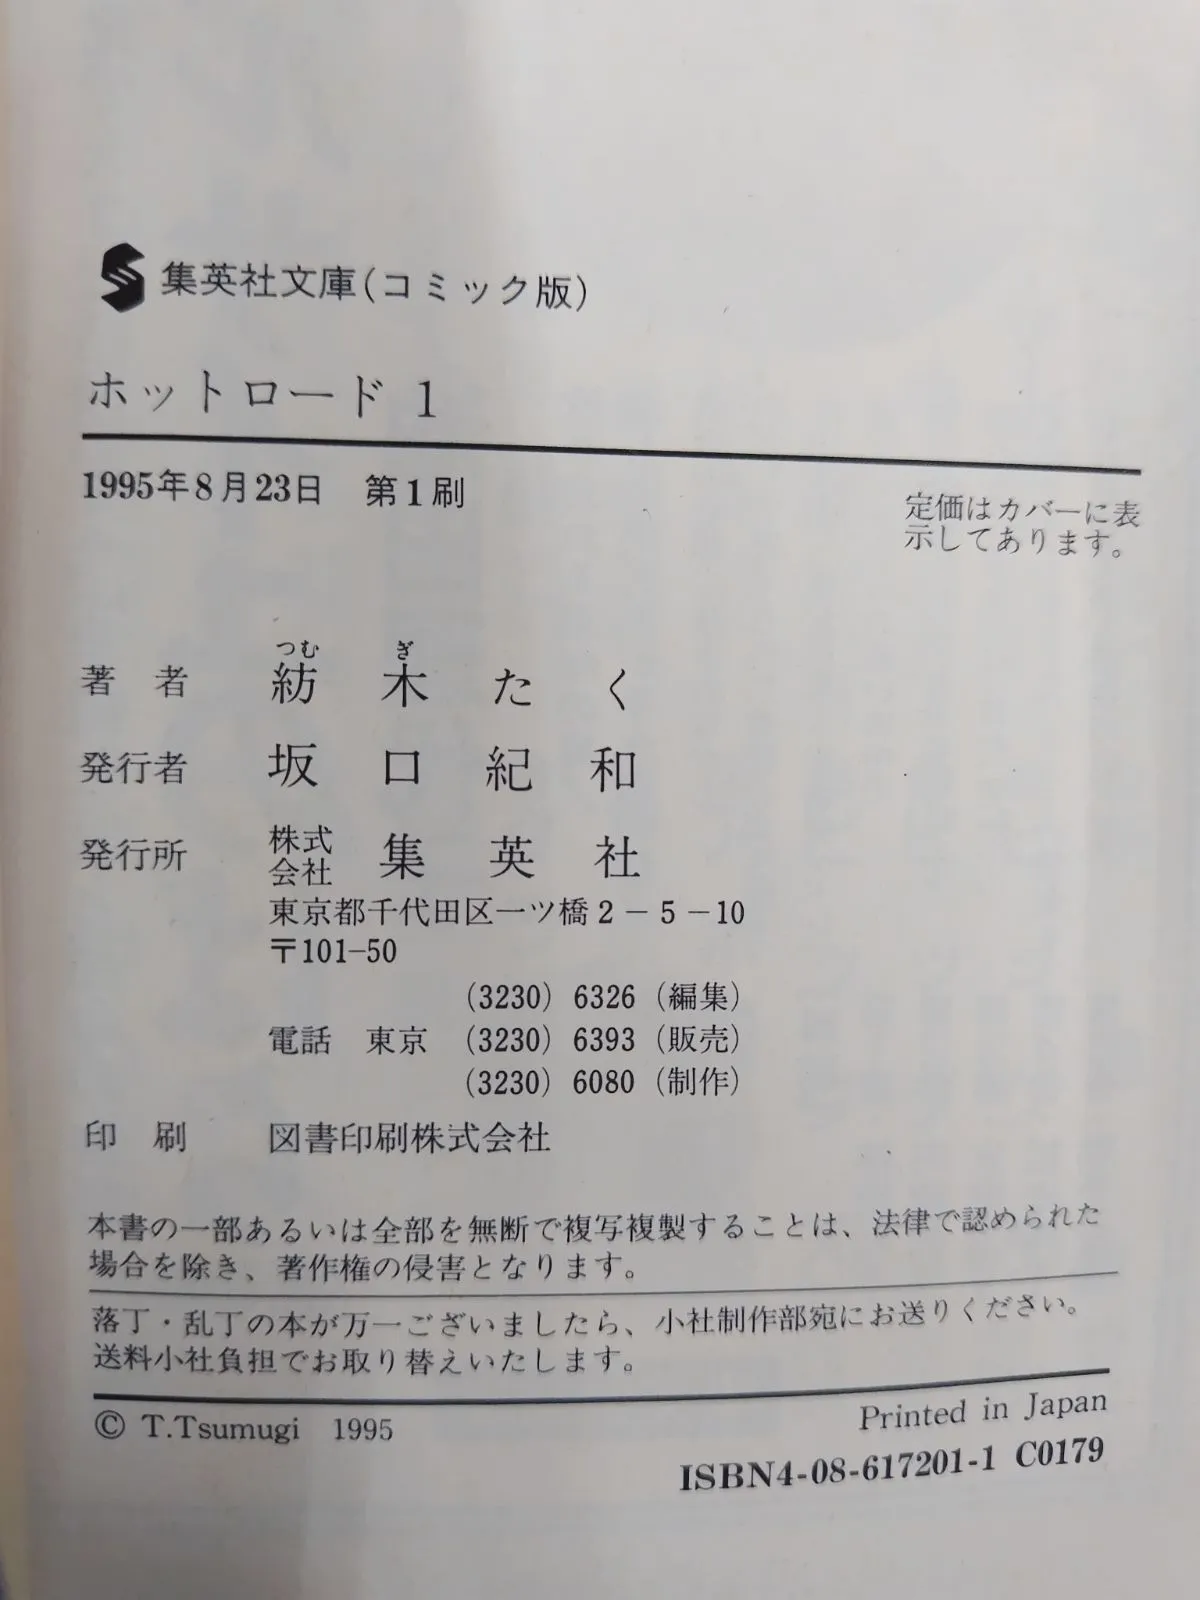 集英社文庫(コミック版)
ホットロード 1
1995年8月23日 第1刷
定価はカバーに表
示してあります。
つむ ぎ
著者 紡木たく
発行者 坂口紀和
発行所 株式会社 集英社
東京都千代田区一ツ橋2-5-10
〒101-50
(3230) 6326 (編集)
電話 東京 (3230) 6393 (販売)
(3230) 6080 (制作)
印刷 図書印刷株式会社
本書の一部あるいは全部を無断で複写複製することは、法律で認められた
場合を除き、著作権の侵害となります。
落丁・乱丁の本が万一ございましたら、小社制作部宛にお送りください。
送料小社負担でお取り替えいたします。
© T.Tsumugi 1995
Printed in Japan
ISBN4-08-617201-1 C0179